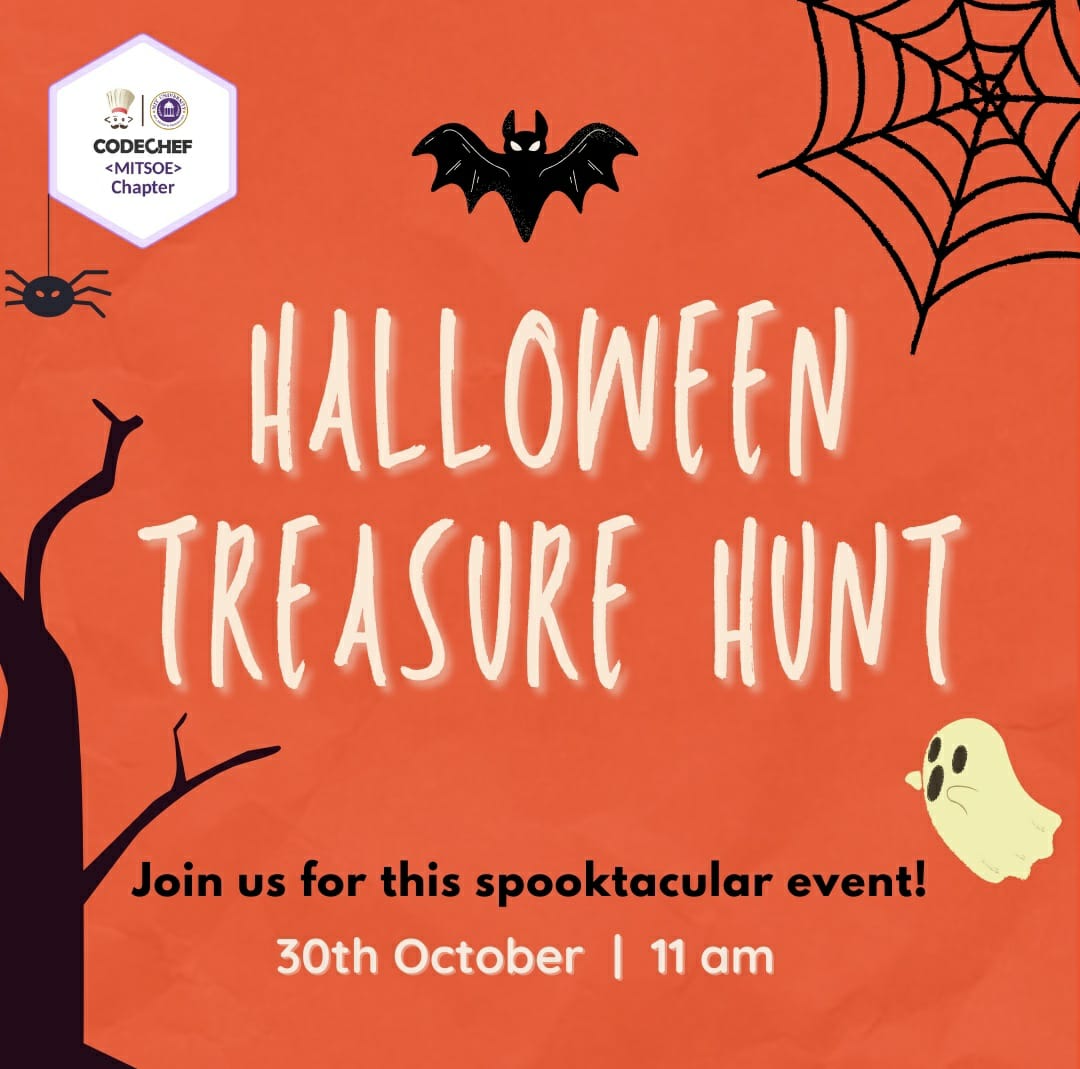 CODECHEF
<MITSOE>
Chapter
HALLOWEEN
TREASURE HUNT
Join us for this spooktacular event!
30th October | 11 am